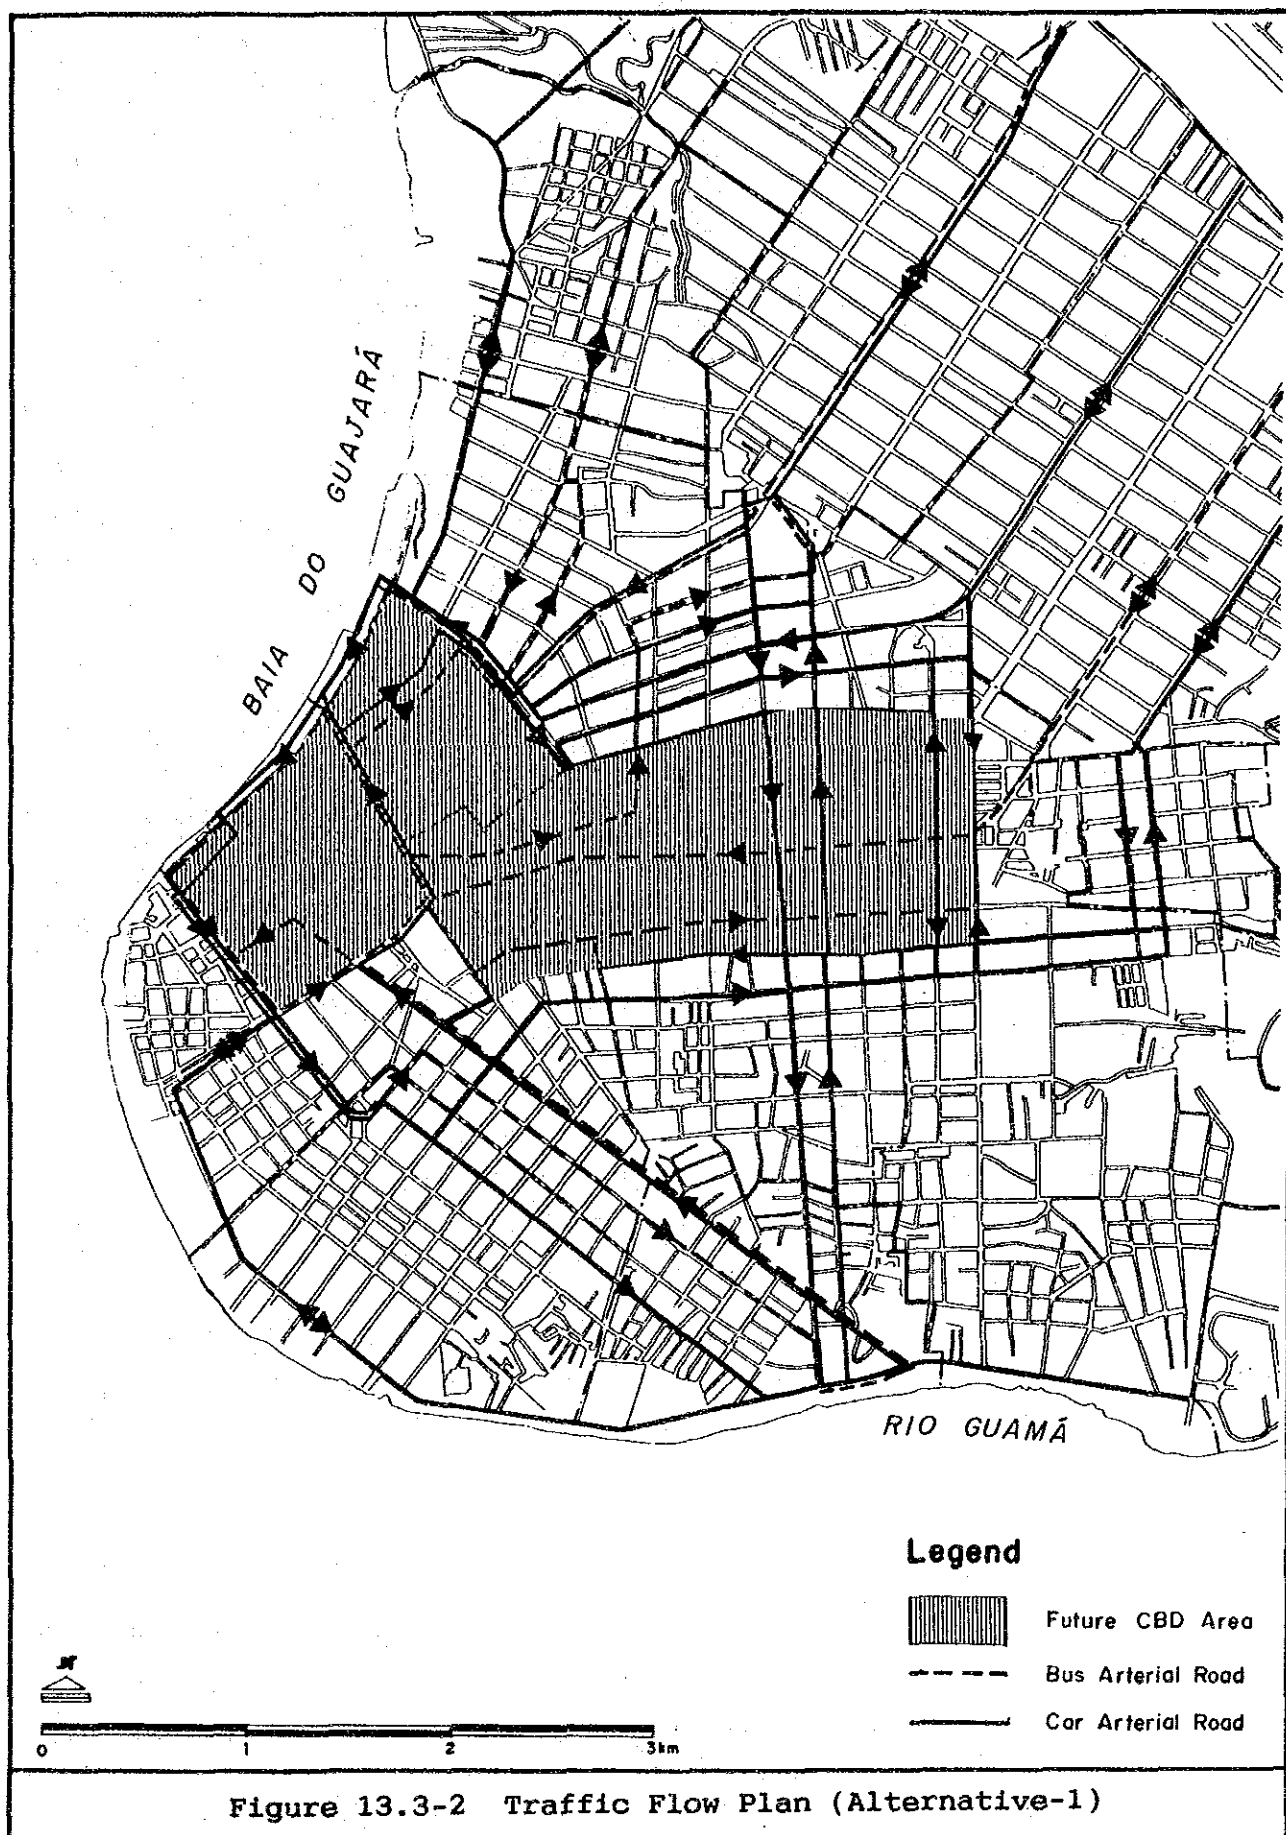 BAIA DO GUAJARÁ
RIO GUAMÁ
Legend
Future CBD Area
Bus Arterial Road
Car Arterial Road
N
0 1 2 3km
Figure 13.3-2 Traffic Flow Plan (Alternative-1)